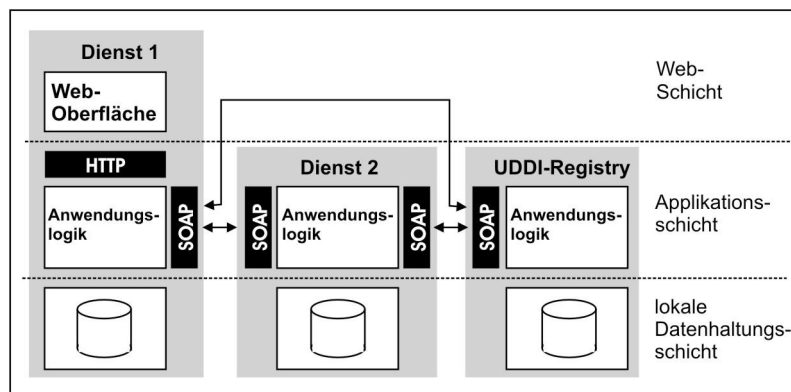 Dienst 1
Web-
Oberfläche
Web-
Schicht
HTTP
Dienst 2
UDDI-Registry
Anwendungs-
logik
SOAP
SOAP
Anwendungs-
logik
SOAP
SOAP
Anwendungs-
logik
Applikations-
schicht
lokale
Datenhaltungs-
schicht